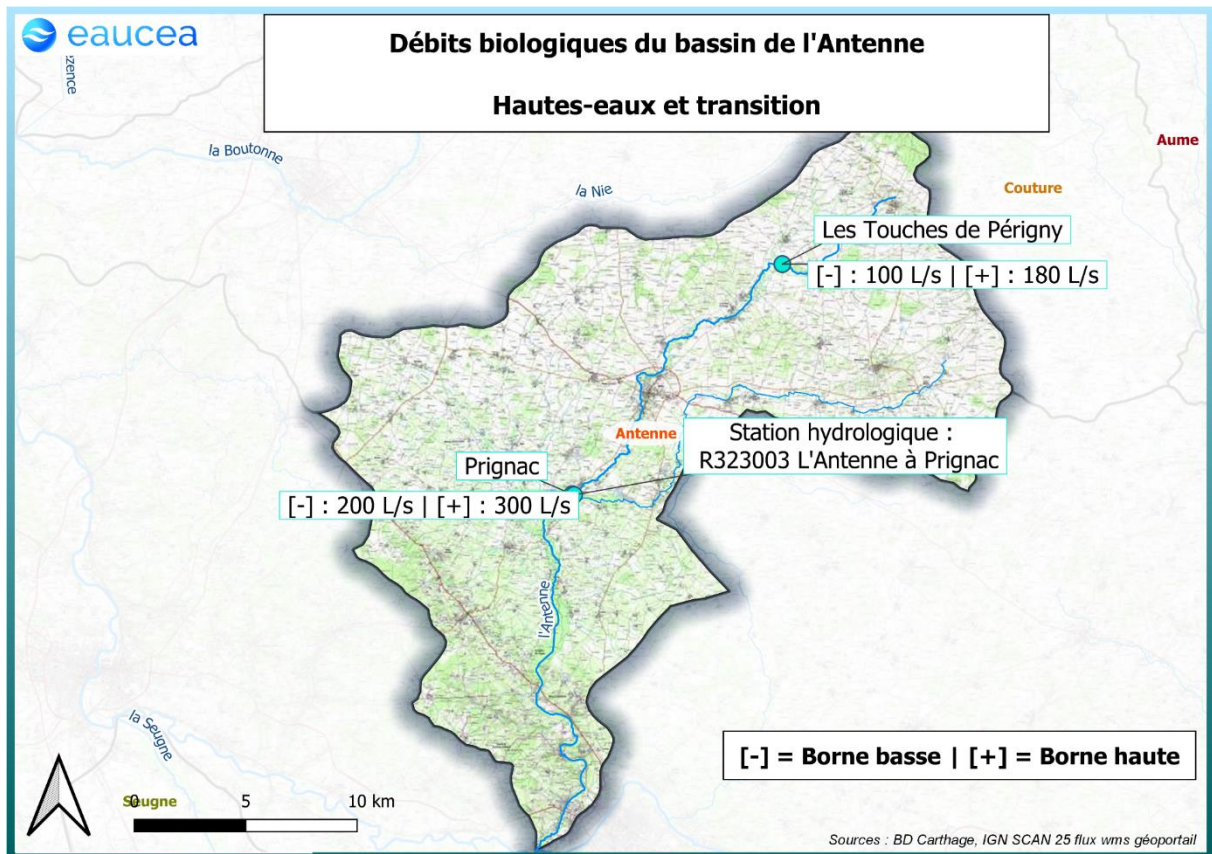 eaucea
Débits biologiques du bassin de l'Antenne
Hautes-eaux et transition
la Boutonne
la Nie
Aume
Couture
Les Touches de Périgny
[-] : 100 L/s | [+] : 180 L/s
Antenne
Station hydrologique :
R323003 L'Antenne à Prignac
Prignac
[-] : 200 L/s | [+] : 300 L/s
l'Antenne
la Seugne
[-] = Borne basse | [+] = Borne haute
Seugne
0 5 10 km
Sources : BD Carthage, IGN SCAN 25 flux wms géoportail